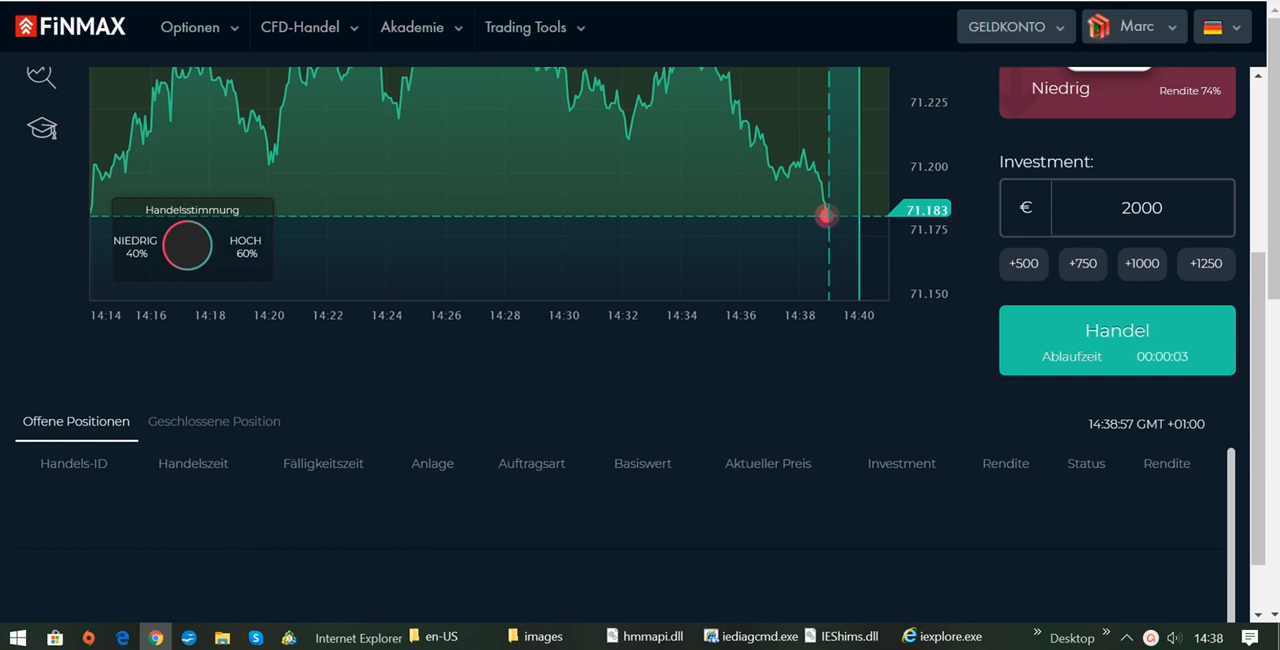 FiNMAX
Optionen CFD-Handel Akademie Trading Tools GELDKONTO Marc
71.225
71.200
71.183
71.175
71.150
Handelsstimmung
NIEDRIG HOCH
40% 60%
14:14 14:16 14:18 14:20 14:22 14:24 14:26 14:28 14:30 14:32 14:34 14:36 14:38 14:40
Niedrig Rendite 74%
Investment:
€ 2000
+500 +750 +1000 +1250
Handel
Ablaufzeit 00:00:03
Offene Positionen Geschlossene Position 14:38:57 GMT +01:00
Handels-ID Handelszeit Fälligkeitszeit Anlage Auftragsart Basiswert Aktueller Preis Investment Rendite Status Rendite
Internet Explorer en-US images hmmapi.dll iediagcmd.exe IEShims.dll iexplore.exe » Desktop » 14:38